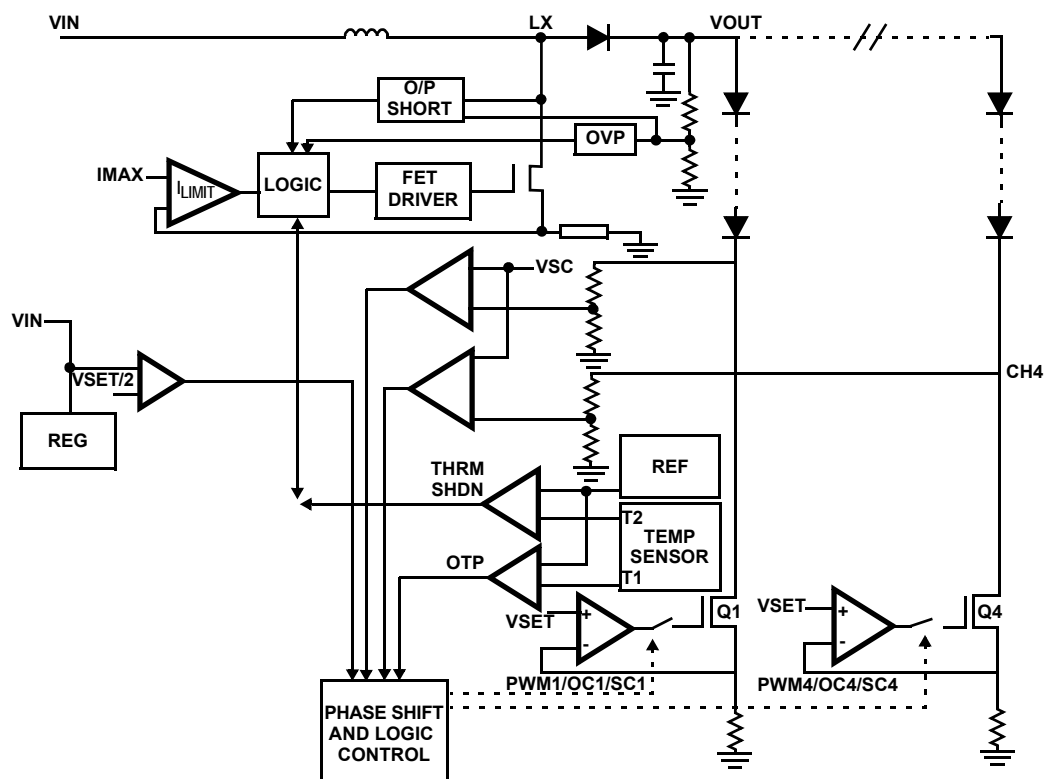 VIN
LX
VOUT
O/P
SHORT
OVP
IMAX
ILIMIT
LOGIC
FET
DRIVER
VSC
VIN
VSET/2
REG
CH4
THRM
SHDN
REF
T2
TEMP
SENSOR
T1
OTP
VSET
+
-
Q1
VSET
+
-
Q4
PWM1/OC1/SC1
PWM4/OC4/SC4
PHASE SHIFT
AND LOGIC
CONTROL